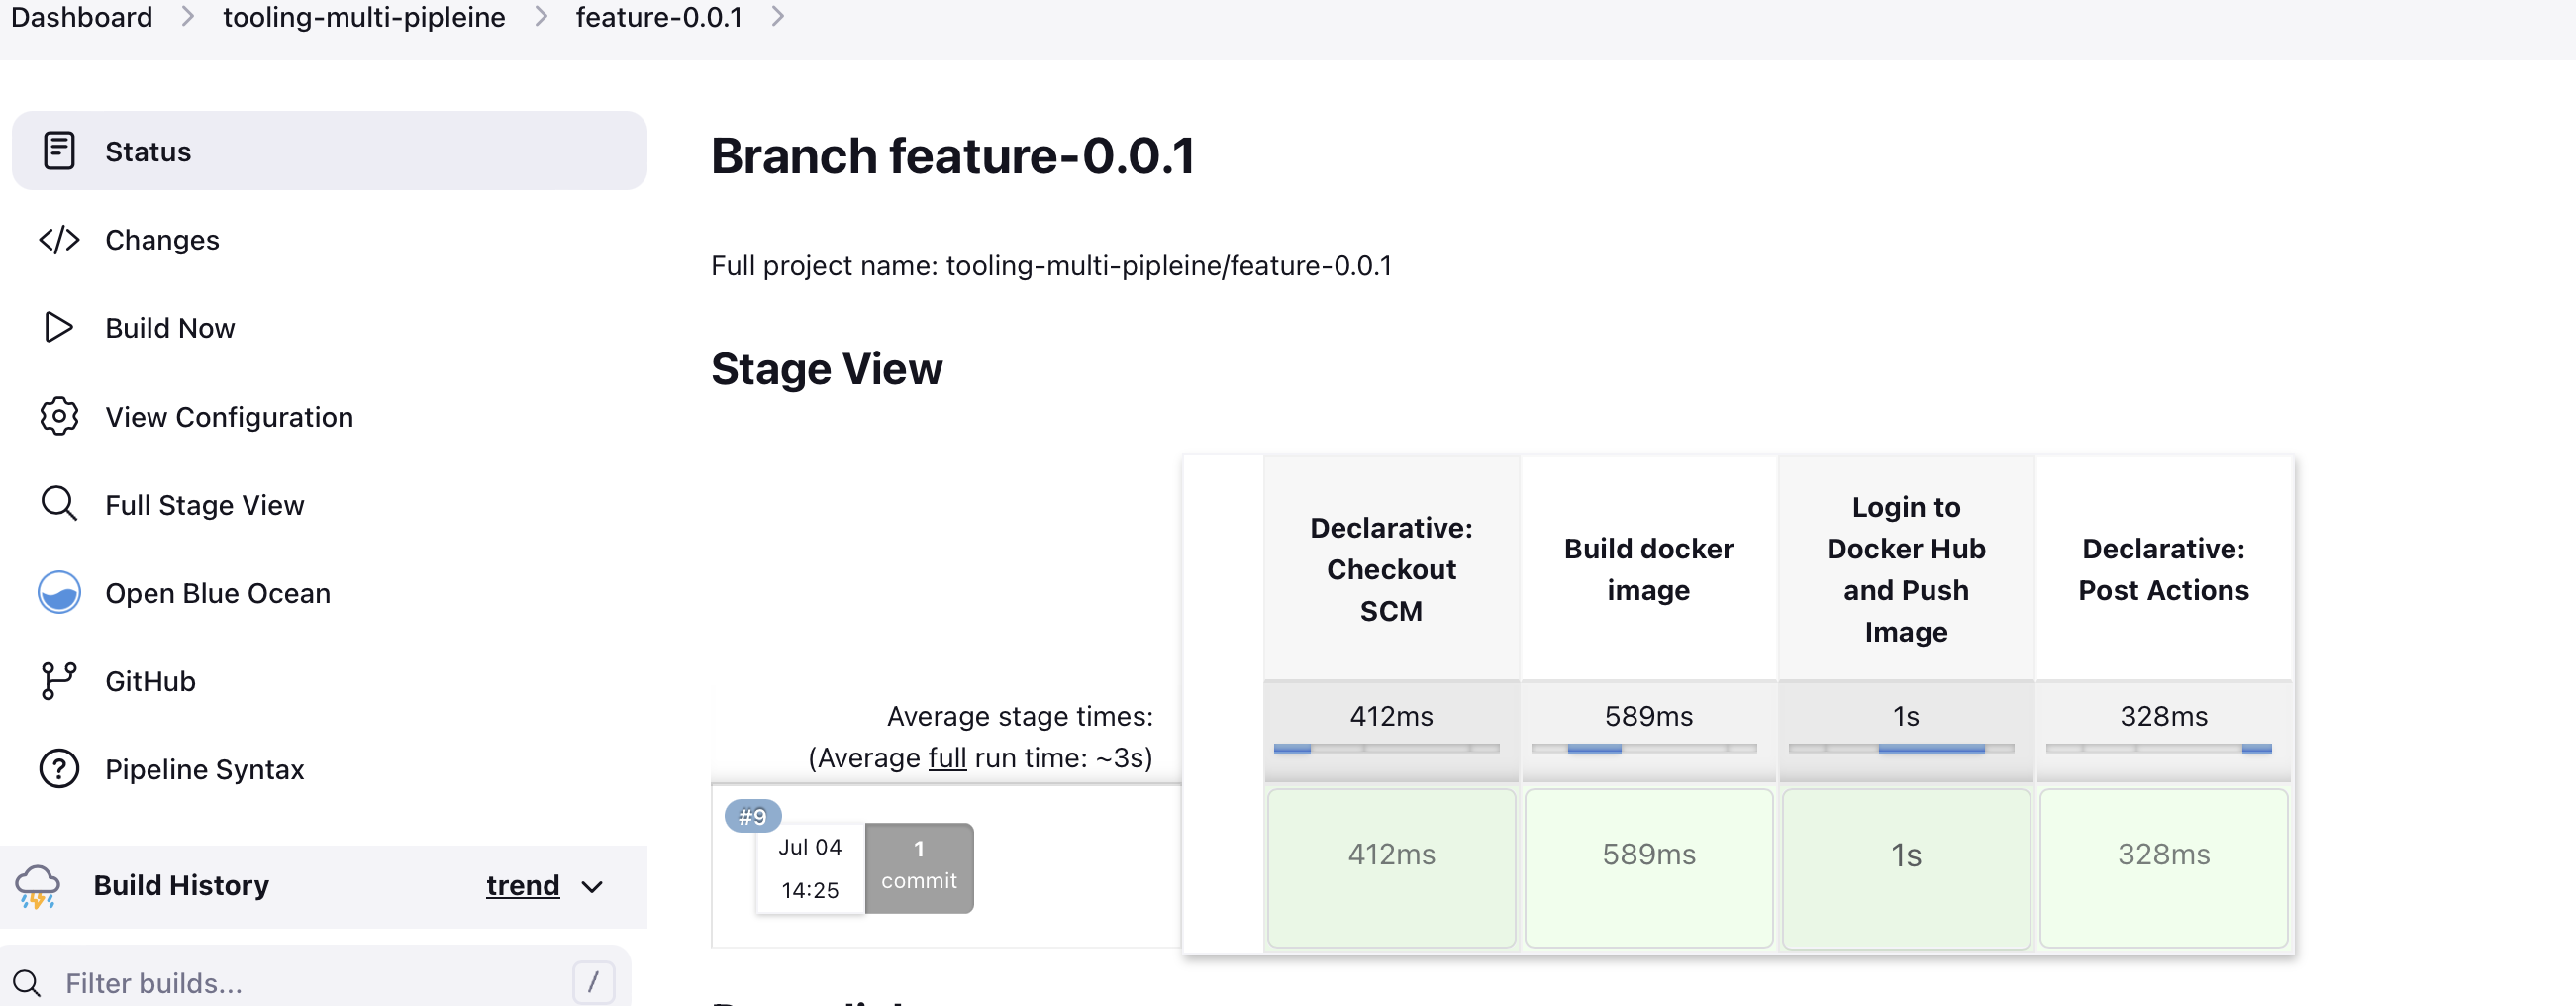 Dashboard > tooling-multi-pipleine > feature-0.0.1 >
Status
Changes
Build Now
View Configuration
Full Stage View
Open Blue Ocean
GitHub
Pipeline Syntax
Build History
trend
Filter builds...
/
Branch feature-0.0.1
Full project name: tooling-multi-pipleine/feature-0.0.1
Stage View
Declarative:
Checkout
SCM
Build docker
image
Login to
Docker Hub
and Push
Image
Declarative:
Post Actions
Average stage times:
(Average full run time: ~3s)
412ms
589ms
1s
328ms
#9
Jul 04
14:25
1
commit
412ms
589ms
1s
328ms